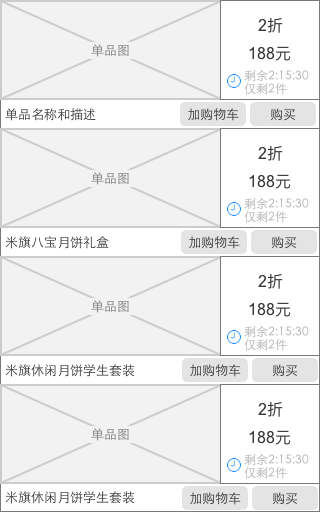 单品图
2折
188元
剩余2:15:30
仅剩2件
单品名称和描述 加购物车 购买
单品图
2折
188元
剩余2:15:30
仅剩2件
米旗八宝月饼礼盒 加购物车 购买
单品图
2折
188元
剩余2:15:30
仅剩2件
米旗休闲月饼学生套装 加购物车 购买
单品图
2折
188元
剩余2:15:30
仅剩2件
米旗休闲月饼学生套装 加购物车 购买